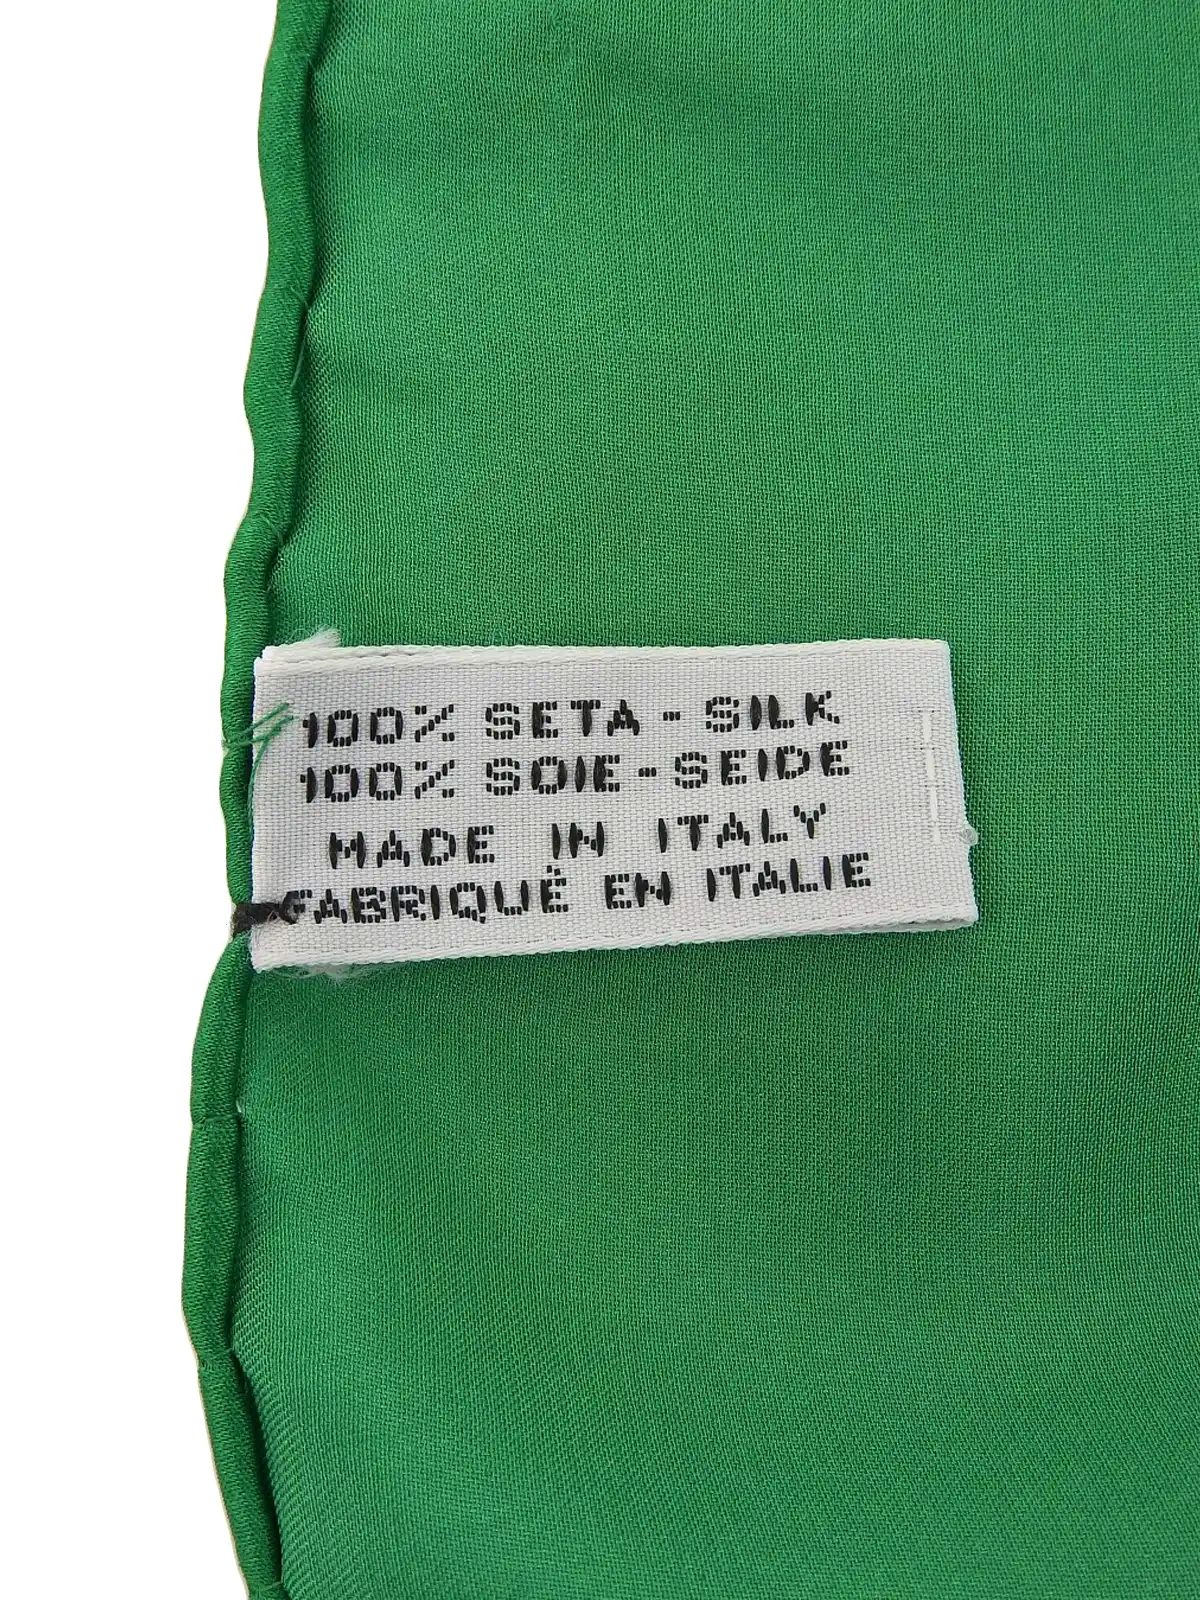 100% SETA - SILK
100% SOIE - SEIDE
MADE IN ITALY
FABRIQUÉ EN ITALIE